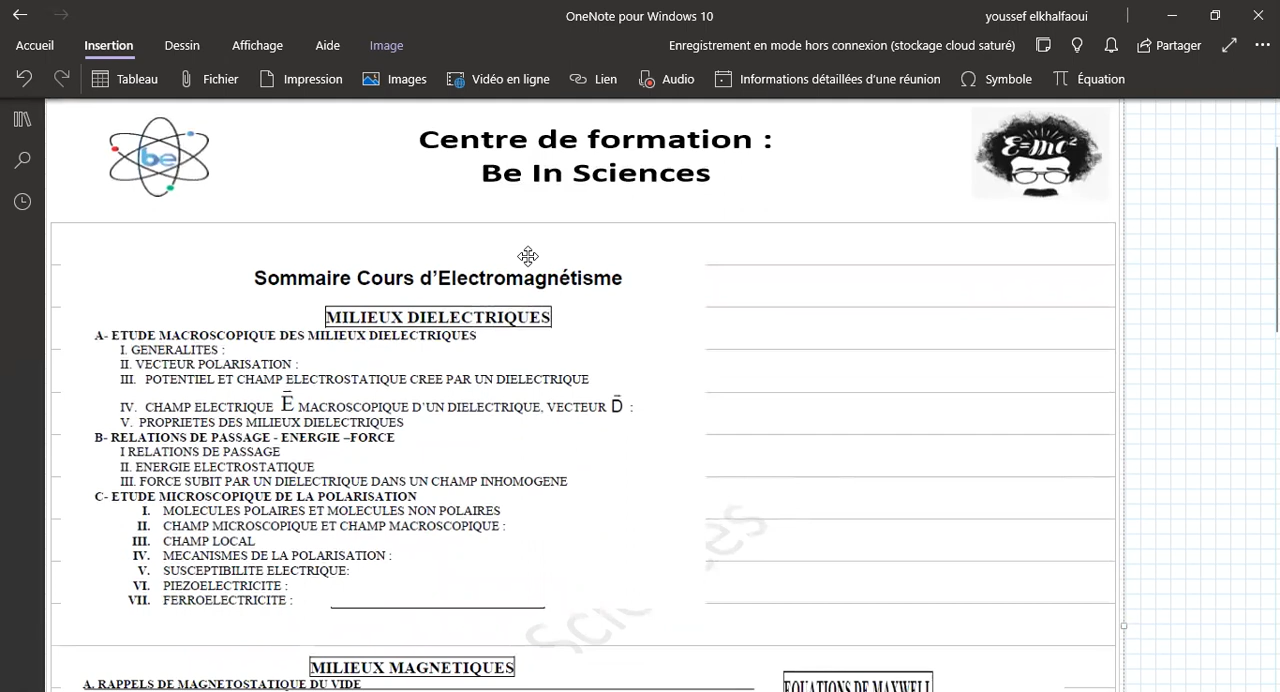 OneNote pour Windows 10
youssef elkhalfaoui
Accueil Insertion Dessin Affichage Aide Image
Enregistrement en mode hors connexion (stockage cloud saturé)
Partager
Tableau Fichier Impression Images Vidéo en ligne Lien Audio Informations détaillées d'une réunion Symbole Équation
be
Centre de formation :
Be In Sciences
E=mc²
Sommaire Cours d'Electromagnétisme
MILIEUX DIELECTRIQUES
A- ETUDE MACROSCOPIQUE DES MILIEUX DIELECTRIQUES
I. GENERALITES :
II. VECTEUR POLARISATION :
III. POTENTIEL ET CHAMP ELECTROSTATIQUE CREE PAR UN DIELECTRIQUE
IV. CHAMP ELECTRIQUE E̅ MACROSCOPIQUE D'UN DIELECTRIQUE, VECTEUR D̅ :
V. PROPRIETES DES MILIEUX DIELECTRIQUES
B- RELATIONS DE PASSAGE - ENERGIE –FORCE
I RELATIONS DE PASSAGE
II. ENERGIE ELECTROSTATIQUE
III. FORCE SUBIT PAR UN DIELECTRIQUE DANS UN CHAMP INHOMOGENE
C- ETUDE MICROSCOPIQUE DE LA POLARISATION
I. MOLECULES POLAIRES ET MOLECULES NON POLAIRES
II. CHAMP MICROSCOPIQUE ET CHAMP MACROSCOPIQUE :
III. CHAMP LOCAL
IV. MECANISMES DE LA POLARISATION :
V. SUSCEPTIBILITE ELECTRIQUE:
VI. PIEZOELECTRICITE :
VII. FERROELECTRICITE :
MILIEUX MAGNETIQUES
A. RAPPELS DE MAGNETOSTATIQUE DU VIDE
EQUATIONS DE MAXWELL